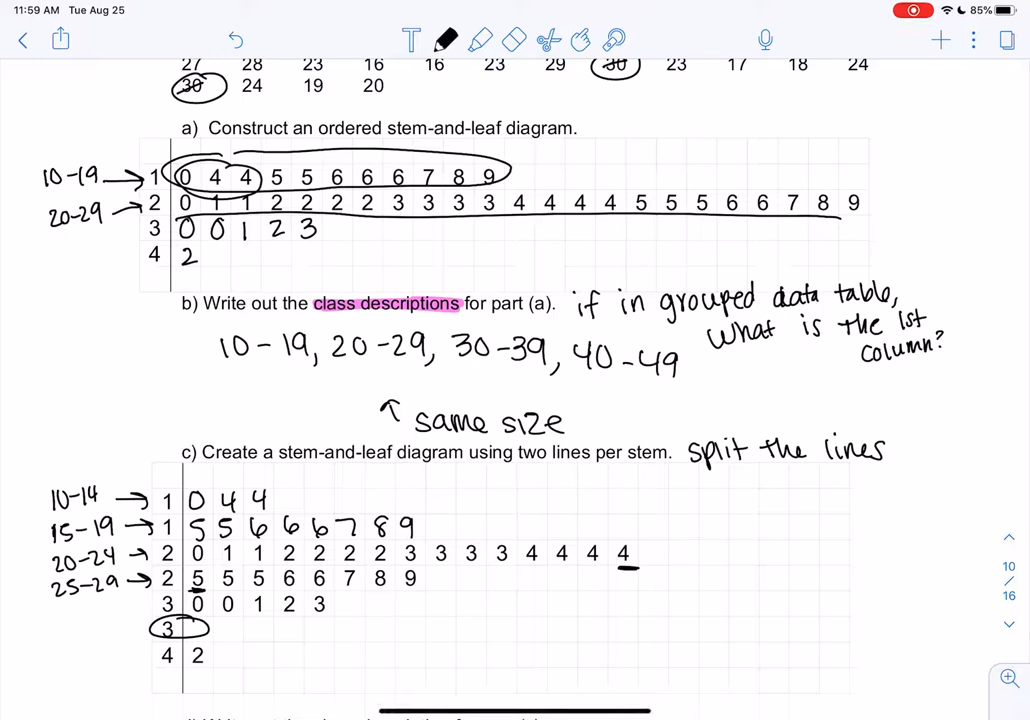 11:59 AM Tue Aug 25
85%
T
27 28 23 16 16 23 29 30 23 17 18 24
30 24 19 20
a) Construct an ordered stem-and-leaf diagram.
10-19 → 1 0 4 4 5 5 6 6 6 7 8 9
20-29 → 2 0 1 1 2 2 2 2 3 3 3 3 4 4 4 4 5 5 5 6 6 7 8 9
3 0 0 1 2 3
4 2
b) Write out the class descriptions for part (a). if in grouped data table,
what is the 1st
column?
10-19, 20-29, 30-39, 40-49
↑ same size
c) Create a stem-and-leaf diagram using two lines per stem. split the lines
10-14 → 1 0 4 4
15-19 → 1 5 5 6 6 6 7 8 9
20-24 → 2 0 1 1 2 2 2 2 3 3 3 3 4 4 4 4
25-29 → 2 5 5 5 6 6 7 8 9
3 0 0 1 2 3
3
4 2
10
/
16